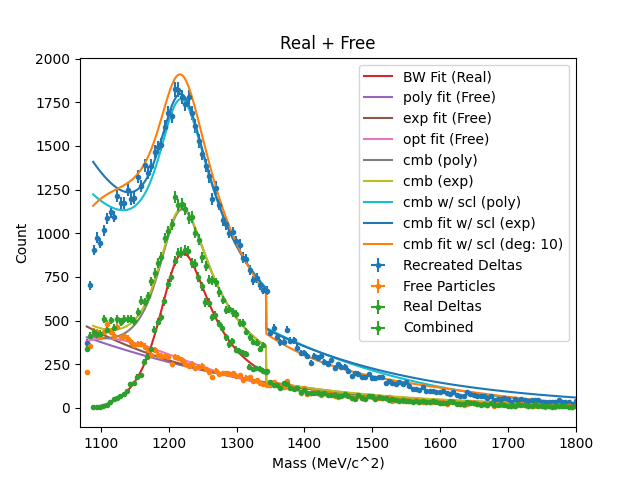 Real + Free
2000
1750
1500
1250
1000
750
500
250
0
Count
1100
1200
1300
1400
1500
1600
1700
1800
Mass (MeV/c^2)
BW Fit (Real)
poly fit (Free)
exp fit (Free)
opt fit (Free)
cmb (poly)
cmb (exp)
cmb w/ scl (poly)
cmb fit w/ scl (exp)
cmb fit w/ scl (deg: 10)
Recreated Deltas
Free Particles
Real Deltas
Combined